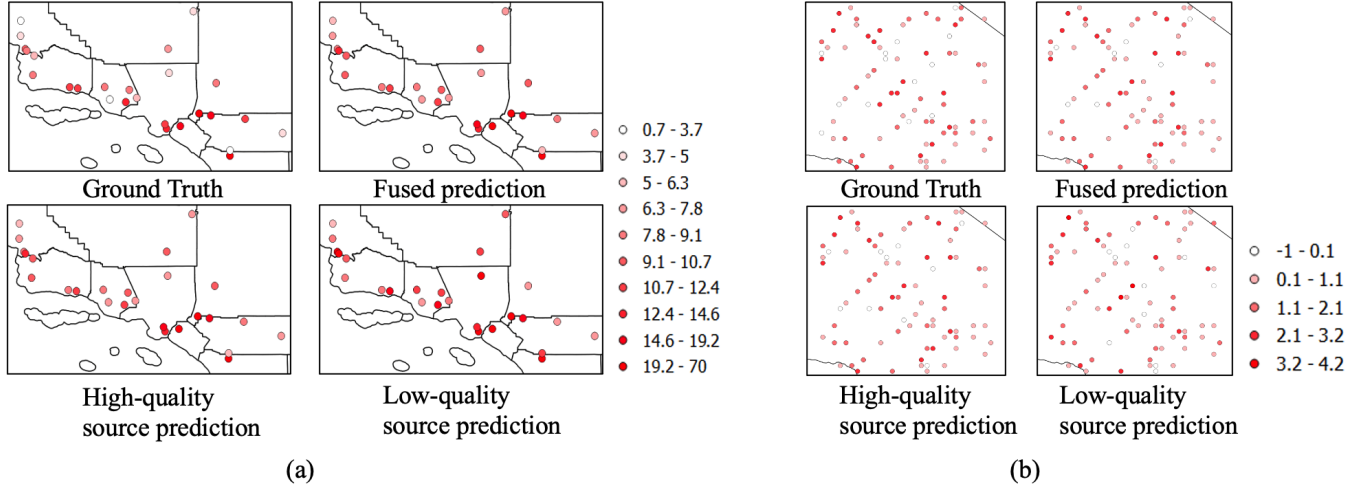 Ground Truth
Fused prediction
High-quality
source prediction
Low-quality
source prediction
0.7 - 3.7
3.7 - 5
5 - 6.3
6.3 - 7.8
7.8 - 9.1
9.1 - 10.7
10.7 - 12.4
12.4 - 14.6
14.6 - 19.2
19.2 - 70
(a)
Ground Truth
Fused prediction
High-quality
source prediction
Low-quality
source prediction
-1 - 0.1
0.1 - 1.1
1.1 - 2.1
2.1 - 3.2
3.2 - 4.2
(b)